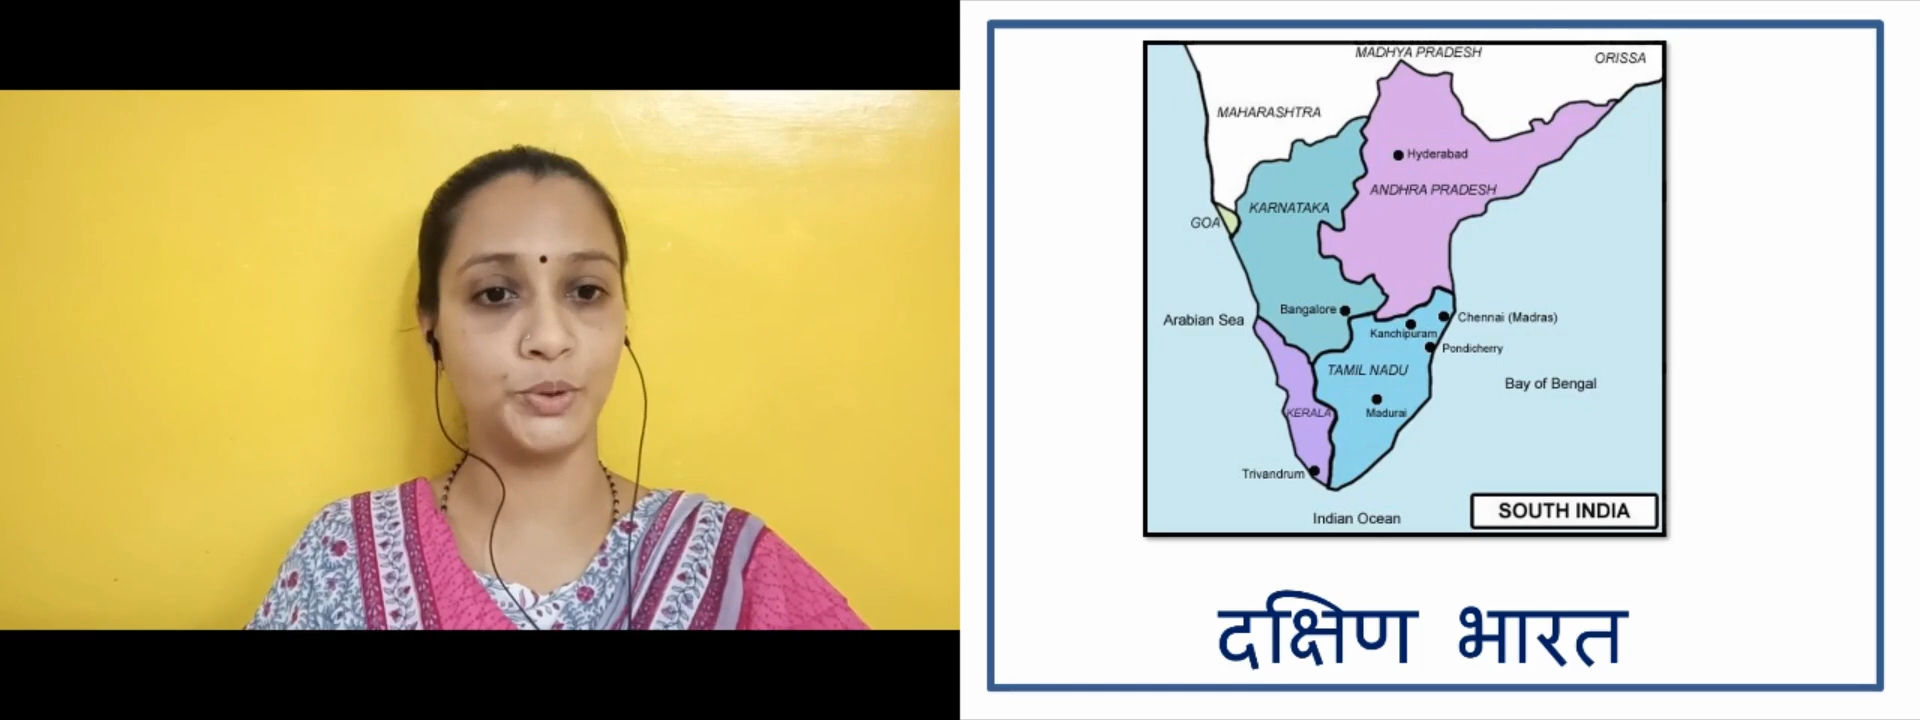 MADHYA PRADESH
ORISSA
MAHARASHTRA
Hyderabad
ANDHRA PRADESH
KARNATAKA
GOA
Bangalore
Arabian Sea
Chennai (Madras)
Kanchipuram
Pondicherry
TAMIL NADU
Bay of Bengal
KERALA
Madurai
Trivandrum
SOUTH INDIA
Indian Ocean
दक्षिण भारत